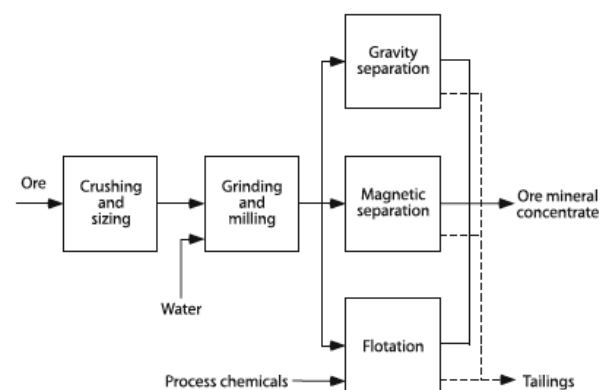 Gravity
separation
Ore
Crushing
and
sizing
Grinding
and
milling
Magnetic
separation
Ore mineral
concentrate
Water
Flotation
Process chemicals
Tailings